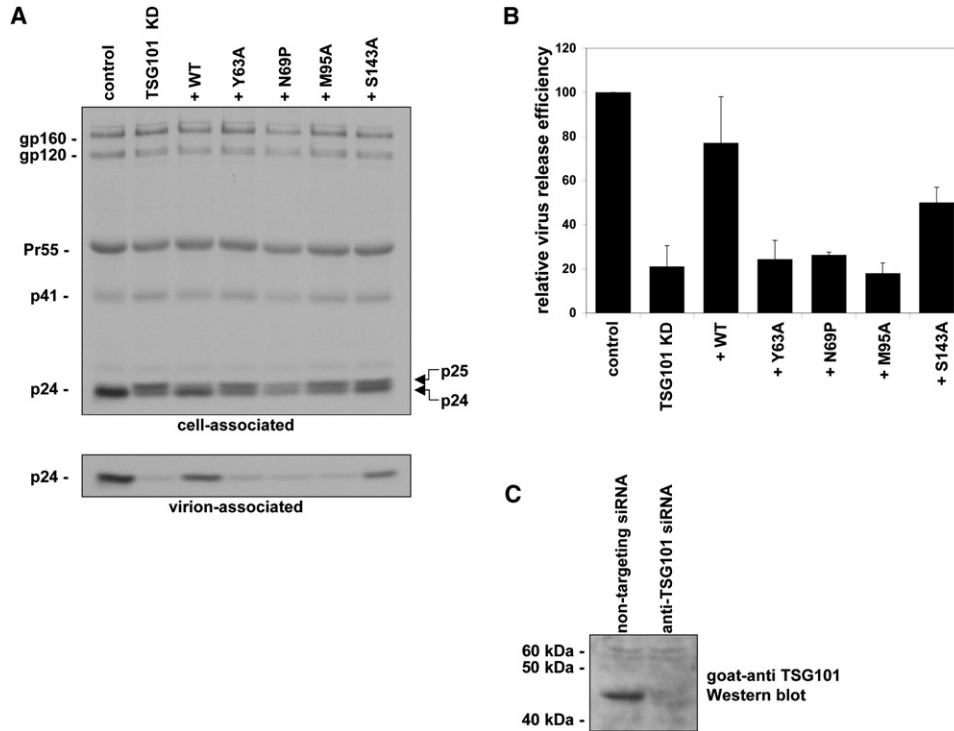 A
control
TSG101 KD
+ WT
+ Y63A
+ N69P
+ M95A
+ S143A
gp160 -
gp120 -
Pr55 -
p41 -
p24 -
p25
p24
cell-associated
p24 -
virion-associated
B
relative virus release efficiency
120
100
80
60
40
20
0
control
TSG101 KD
+ WT
+ Y63A
+ N69P
+ M95A
+ S143A
C
non-targeting siRNA
anti-TSG101 siRNA
60 kDa -
50 kDa -
40 kDa -
goat-anti TSG101
Western blot